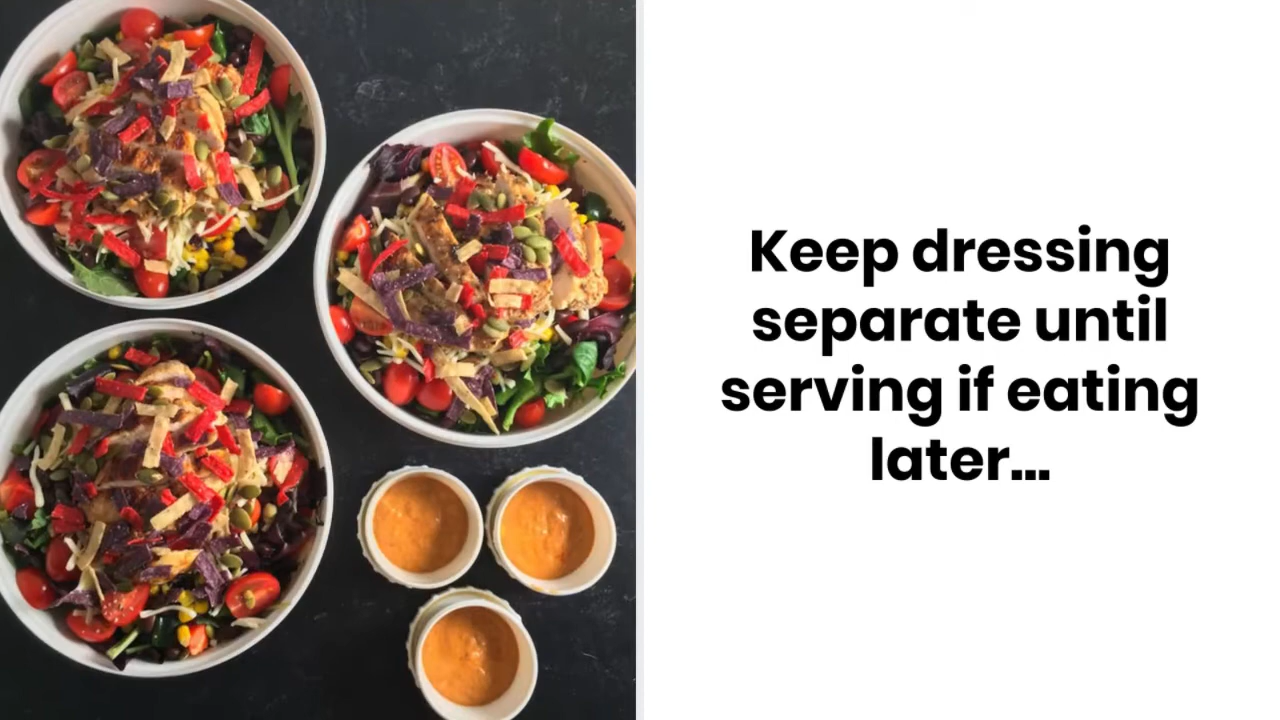 Keep dressing
separate until
serving if eating
later...